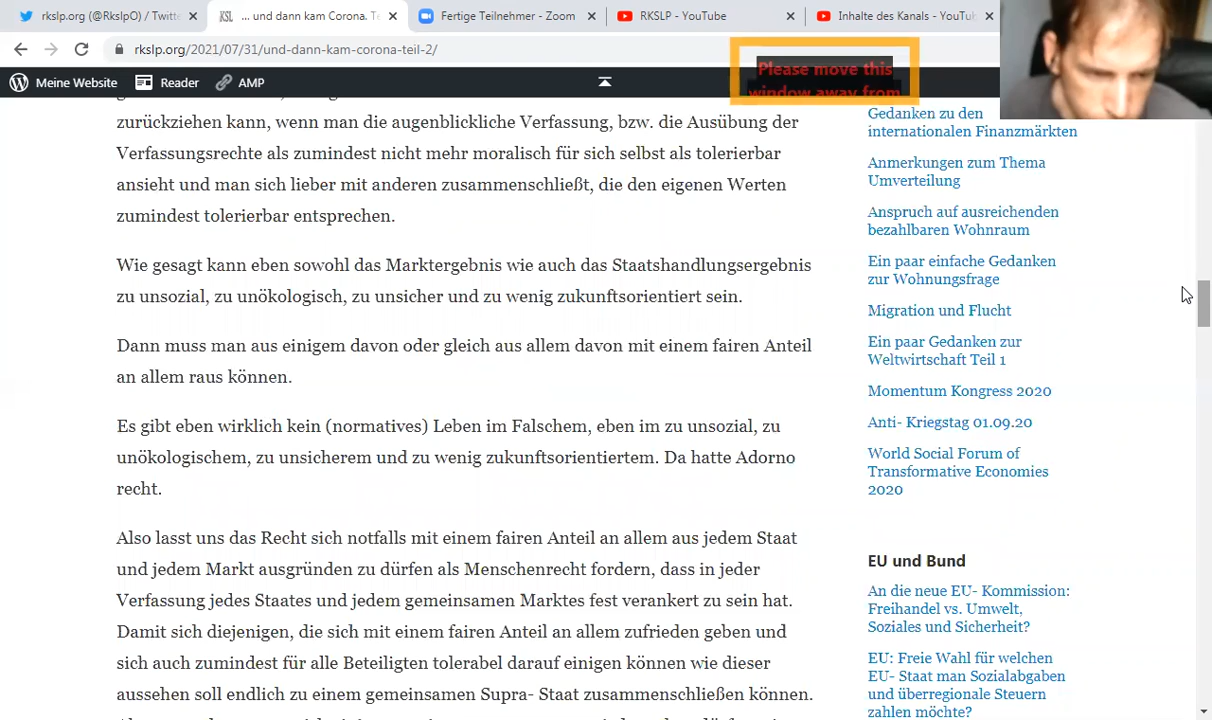 rkslp.org (@RkslpO) / Twitte
KSL ... und dann kam Corona. Te
Fertige Teilnehmer - Zoom
RKSLP - YouTube
Inhalte des Kanals - YouTu
rkslp.org/2021/07/31/und-dann-kam-corona-teil-2/
Please move this
window away from
Meine Website Reader AMP
zurückziehen kann, wenn man die augenblickliche Verfassung, bzw. die Ausübung der
Verfassungsrechte als zumindest nicht mehr moralisch für sich selbst als tolerierbar
ansieht und man sich lieber mit anderen zusammenschließt, die den eigenen Werten
zumindest tolerierbar entsprechen.
Wie gesagt kann eben sowohl das Marktergebnis wie auch das Staatshandlungsergebnis
zu unsozial, zu unökologisch, zu unsicher und zu wenig zukunftsorientiert sein.
Dann muss man aus einigem davon oder gleich aus allem davon mit einem fairen Anteil
an allem raus können.
Es gibt eben wirklich kein (normatives) Leben im Falschem, eben im zu unsozial, zu
unökologischem, zu unsicherem und zu wenig zukunftsorientiertem. Da hatte Adorno
recht.
Also lasst uns das Recht sich notfalls mit einem fairen Anteil an allem aus jedem Staat
und jedem Markt ausgründen zu dürfen als Menschenrecht fordern, dass in jeder
Verfassung jedes Staates und jedem gemeinsamen Marktes fest verankert zu sein hat.
Damit sich diejenigen, die sich mit einem fairen Anteil an allem zufrieden geben und
sich auch zumindest für alle Beteiligten tolerabel darauf einigen können wie dieser
aussehen soll endlich zu einem gemeinsamen Supra- Staat zusammenschließen können.
Gedanken zu den
internationalen Finanzmärkten
Anmerkungen zum Thema
Umverteilung
Anspruch auf ausreichenden
bezahlbaren Wohnraum
Ein paar einfache Gedanken
zur Wohnungsfrage
Migration und Flucht
Ein paar Gedanken zur
Weltwirtschaft Teil 1
Momentum Kongress 2020
Anti- Kriegstag 01.09.20
World Social Forum of
Transformative Economies
2020
EU und Bund
An die neue EU- Kommission:
Freihandel vs. Umwelt,
Soziales und Sicherheit?
EU: Freie Wahl für welchen
EU- Staat man Sozialabgaben
und überregionale Steuern
zahlen möchte?